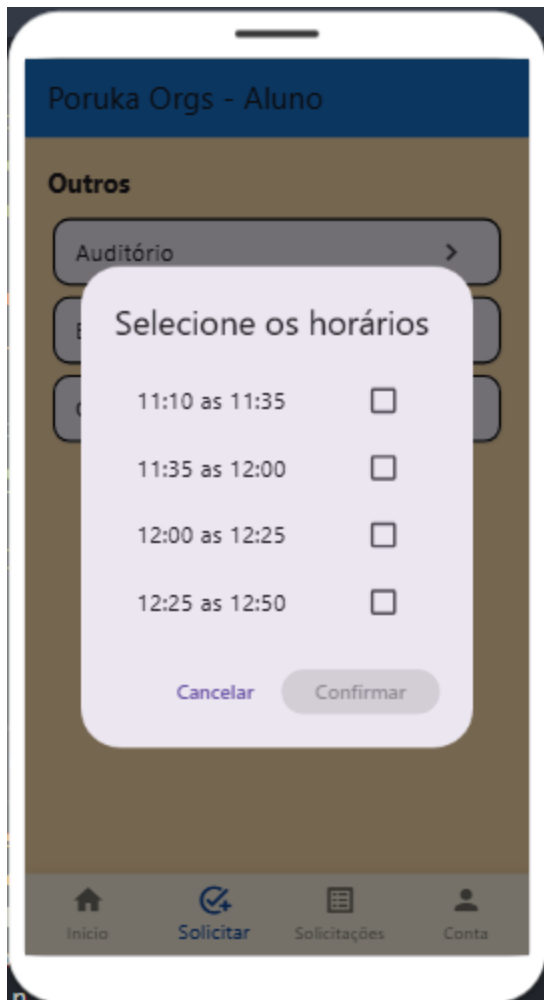 Poruka Orgs - Aluno
Outros
Auditório
Selecione os horários
11:10 as 11:35
11:35 as 12:00
12:00 as 12:25
12:25 as 12:50
Cancelar Confirmar
Início Solicitar Solicitações Conta